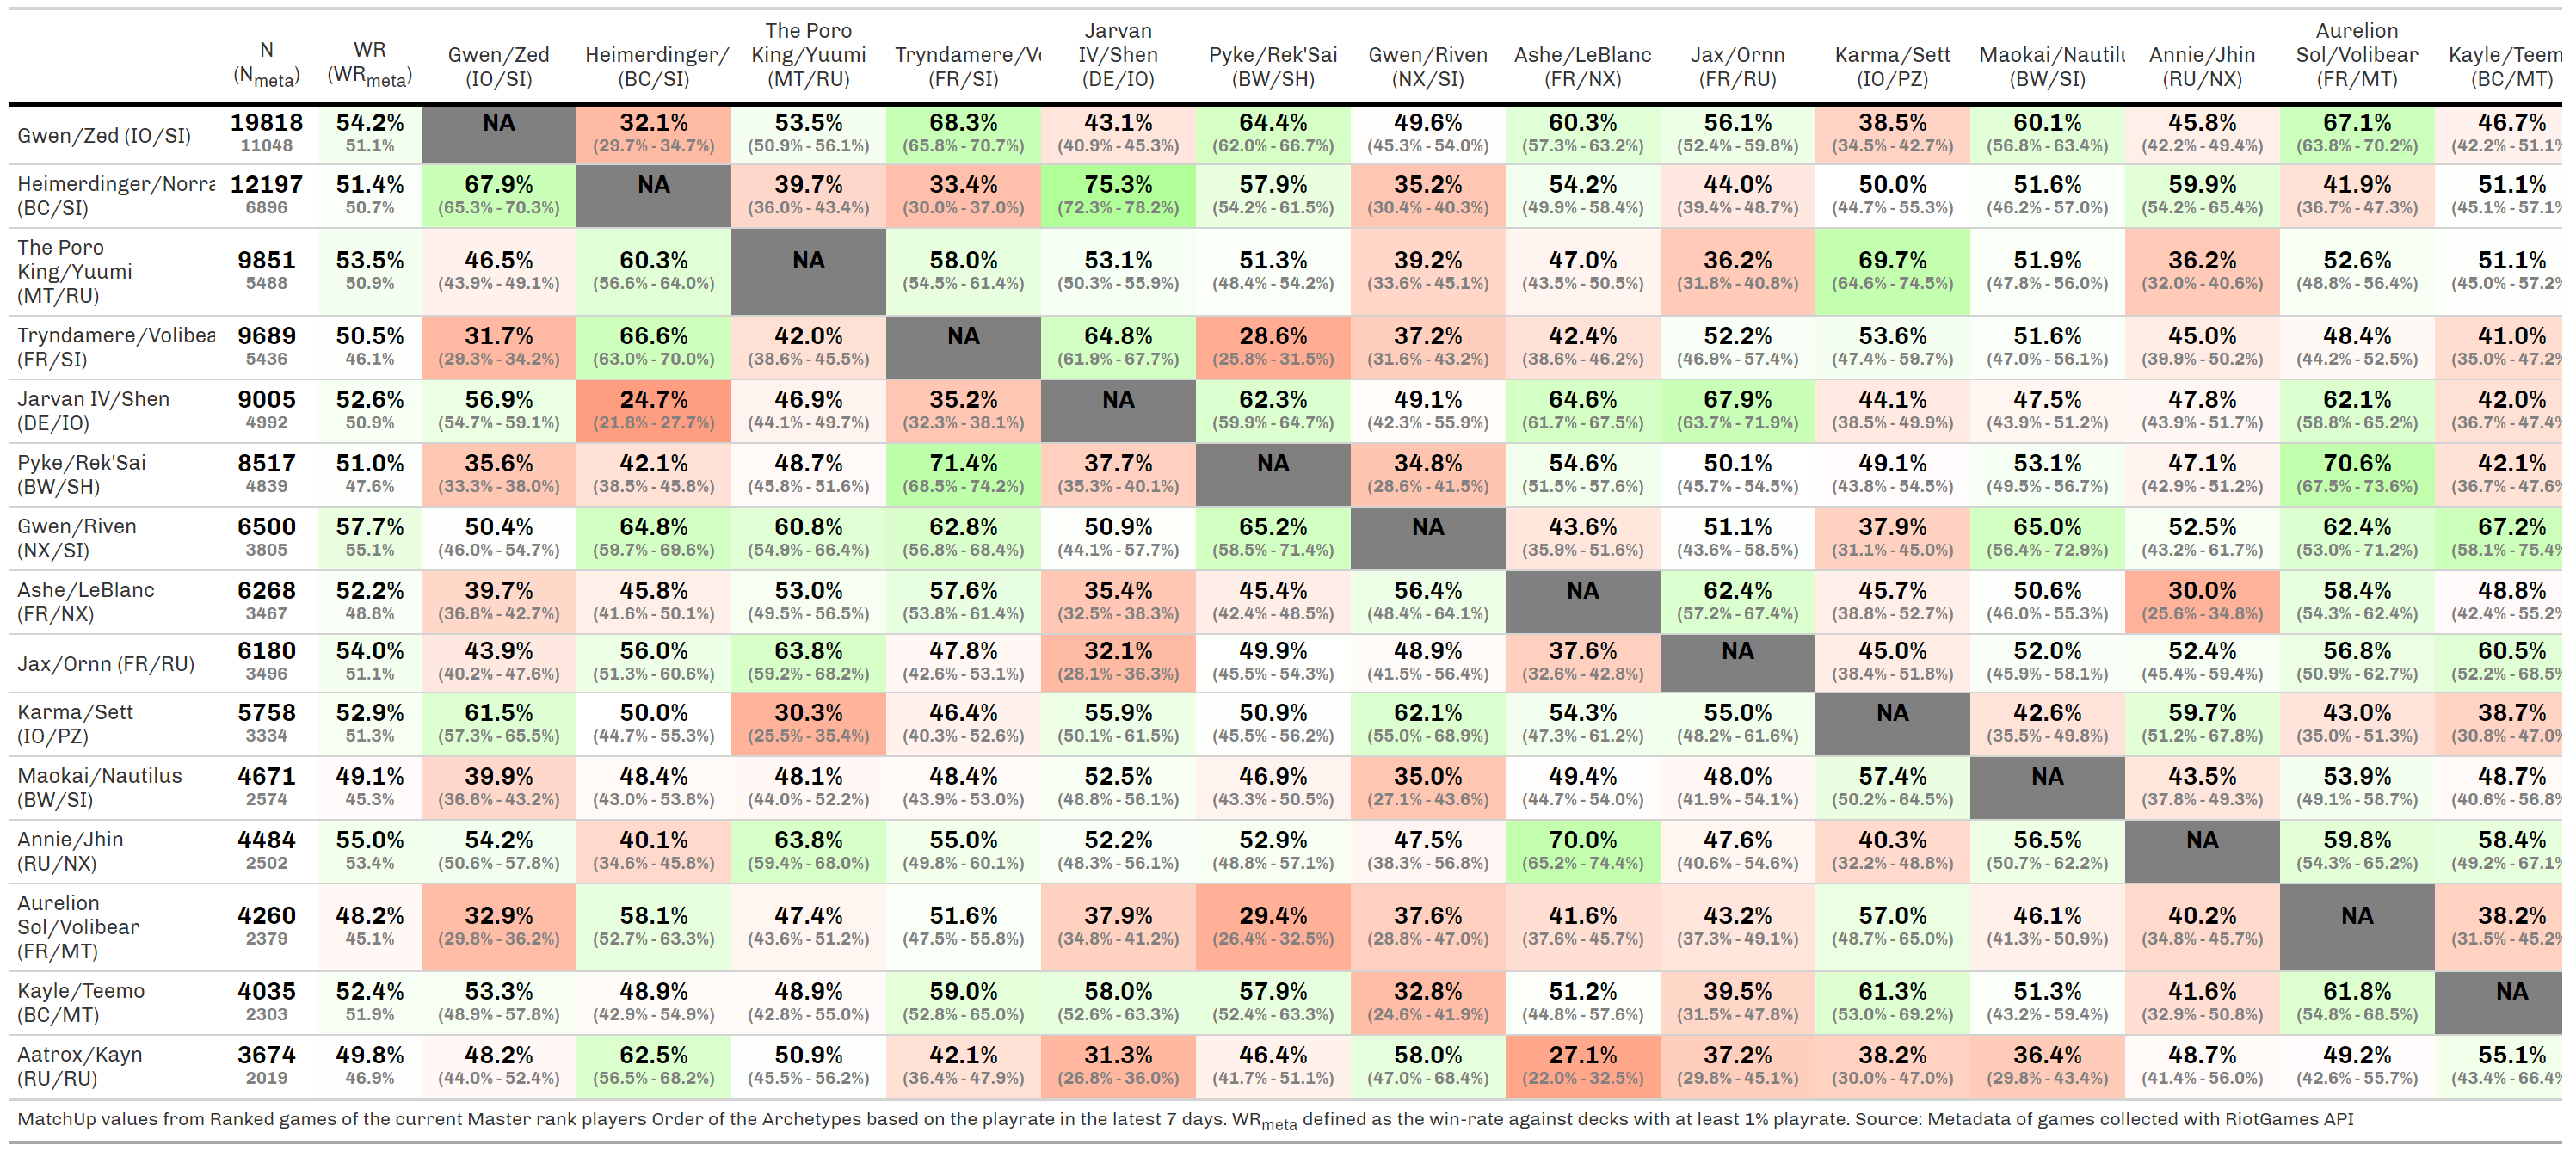 N (Nmeta) WR (WRmeta) Gwen/Zed (IO/SI) Heimerdinger/ (BC/SI) The Poro King/Yuumi (MT/RU) Tryndamere/Vo (FR/SI) Jarvan IV/Shen (DE/IO) Pyke/Rek'Sai (BW/SH) Gwen/Riven (NX/SI) Ashe/LeBlanc (FR/NX) Jax/Ornn (FR/RU) Karma/Sett (IO/PZ) Maokai/Nautilu (BW/SI) Annie/Jhin (RU/NX) Aurelion Sol/Volibear (FR/MT) Kayle/Teem (BC/MT)
Gwen/Zed (IO/SI) 19818 54.2% NA 32.1% 53.5% 68.3% 43.1% 64.4% 49.6% 60.3% 56.1% 38.5% 60.1% 45.8% 67.1% 46.7%
11048 51.1% (29.7% - 34.7%) (50.9% - 56.1%) (65.8% - 70.7%) (40.9% - 45.3%) (62.0% - 66.7%) (45.3% - 54.0%) (57.3% - 63.2%) (52.4% - 59.8%) (34.5% - 42.7%) (56.8% - 63.4%) (42.2% - 49.4%) (63.8% - 70.2%) (42.2% - 51.1%
Heimerdinger/Norra 12197 51.4% 67.9% NA 39.7% 33.4% 75.3% 57.9% 35.2% 54.2% 44.0% 50.0% 51.6% 59.9% 41.9% 51.1%
(BC/SI) 6896 50.7% (65.3% - 70.3%) (36.0% - 43.4%) (30.0% - 37.0%) (72.3% - 78.2%) (54.2% - 61.5%) (30.4% - 40.3%) (49.9% - 58.4%) (39.4% - 48.7%) (44.7% - 55.3%) (46.2% - 57.0%) (54.2% - 65.4%) (36.7% - 47.3%) (45.1% - 57.1%
The Poro
King/Yuumi 9851 53.5% 46.5% 60.3% NA 58.0% 53.1% 51.3% 39.2% 47.0% 36.2% 69.7% 51.9% 36.2% 52.6% 51.1%
(MT/RU) 5488 50.9% (43.9% - 49.1%) (56.6% - 64.0%) (54.5% - 61.4%) (50.3% - 55.9%) (48.4% - 54.2%) (33.6% - 45.1%) (43.5% - 50.5%) (31.8% - 40.8%) (64.6% - 74.5%) (47.8% - 56.0%) (32.0% - 40.6%) (48.8% - 56.4%) (45.0% - 57.2%
Tryndamere/Volibea 9689 50.5% 31.7% 66.6% 42.0% NA 64.8% 28.6% 37.2% 42.4% 52.2% 53.6% 51.6% 45.0% 48.4% 41.0%
(FR/SI) 5436 46.1% (29.3% - 34.2%) (63.0% - 70.0%) (38.6% - 45.5%) (61.9% - 67.7%) (25.8% - 31.5%) (31.6% - 43.2%) (38.6% - 46.2%) (46.9% - 57.4%) (47.4% - 59.7%) (47.0% - 56.1%) (39.9% - 50.2%) (44.2% - 52.5%) (35.0% - 47.2%
Jarvan IV/Shen 9005 52.6% 56.9% 24.7% 46.9% 35.2% NA 62.3% 49.1% 64.6% 67.9% 44.1% 47.5% 47.8% 62.1% 42.0%
(DE/IO) 4992 50.9% (54.7% - 59.1%) (21.8% - 27.7%) (44.1% - 49.7%) (32.3% - 38.1%) (59.9% - 64.7%) (42.3% - 55.9%) (61.7% - 67.5%) (63.7% - 71.9%) (38.5% - 49.9%) (43.9% - 51.2%) (43.9% - 51.7%) (58.8% - 65.2%) (36.7% - 47.4%
Pyke/Rek'Sai 8517 51.0% 35.6% 42.1% 48.7% 71.4% 37.7% NA 34.8% 54.6% 50.1% 49.1% 53.1% 47.1% 70.6% 42.1%
(BW/SH) 4839 47.6% (33.3% - 38.0%) (38.5% - 45.8%) (45.8% - 51.6%) (68.5% - 74.2%) (35.3% - 40.1%) (28.6% - 41.5%) (51.5% - 57.6%) (45.7% - 54.5%) (43.8% - 54.5%) (49.5% - 56.7%) (42.9% - 51.2%) (67.5% - 73.6%) (36.7% - 47.6%
Gwen/Riven 6500 57.7% 50.4% 64.8% 60.8% 62.8% 50.9% 65.2% NA 43.6% 51.1% 37.9% 65.0% 52.5% 62.4% 67.2%
(NX/SI) 3805 55.1% (46.0% - 54.7%) (59.7% - 69.6%) (54.9% - 66.4%) (56.8% - 68.4%) (44.1% - 57.7%) (58.5% - 71.4%) (35.9% - 51.6%) (43.6% - 58.5%) (31.1% - 45.0%) (56.4% - 72.9%) (43.2% - 61.7%) (53.0% - 71.2%) (58.1% - 75.4%
Ashe/LeBlanc 6268 52.2% 39.7% 45.8% 53.0% 57.6% 35.4% 45.4% 56.4% NA 62.4% 45.7% 50.6% 30.0% 58.4% 48.8%
(FR/NX) 3467 48.8% (36.8% - 42.7%) (41.6% - 50.1%) (49.5% - 56.5%) (53.8% - 61.4%) (32.5% - 38.3%) (42.4% - 48.5%) (48.4% - 64.1%) (57.2% - 67.4%) (38.8% - 52.7%) (46.0% - 55.3%) (25.6% - 34.8%) (54.3% - 62.4%) (42.4% - 55.2%
Jax/Ornn (FR/RU) 6180 54.0% 43.9% 56.0% 63.8% 47.8% 32.1% 49.9% 48.9% 37.6% NA 45.0% 52.0% 52.4% 56.8% 60.5%
3496 51.1% (40.2% - 47.6%) (51.3% - 60.6%) (59.2% - 68.2%) (42.6% - 53.1%) (28.1% - 36.3%) (45.5% - 54.3%) (41.5% - 56.4%) (32.6% - 42.8%) (38.4% - 51.8%) (45.9% - 58.1%) (45.4% - 59.4%) (50.9% - 62.7%) (52.2% - 68.5%
Karma/Sett 5758 52.9% 61.5% 50.0% 30.3% 46.4% 55.9% 50.9% 62.1% 54.3% 55.0% NA 42.6% 59.7% 43.0% 38.7%
(IO/PZ) 3334 51.3% (57.3% - 65.5%) (44.7% - 55.3%) (25.5% - 35.4%) (40.3% - 52.6%) (50.1% - 61.5%) (45.5% - 56.2%) (55.0% - 68.9%) (47.3% - 61.2%) (48.2% - 61.6%) (35.5% - 49.8%) (51.2% - 67.8%) (35.0% - 51.3%) (30.8% - 47.0%
Maokai/Nautilus 4671 49.1% 39.9% 48.4% 48.1% 48.4% 52.5% 46.9% 35.0% 49.4% 48.0% 57.4% NA 43.5% 53.9% 48.7%
(BW/SI) 2574 45.3% (36.6% - 43.2%) (43.0% - 53.8%) (44.0% - 52.2%) (43.9% - 53.0%) (48.8% - 56.1%) (43.3% - 50.5%) (27.1% - 43.6%) (44.7% - 54.0%) (41.9% - 54.1%) (50.2% - 64.5%) (37.8% - 49.3%) (49.1% - 58.7%) (40.6% - 56.8%
Annie/Jhin 4484 55.0% 54.2% 40.1% 63.8% 55.0% 52.2% 52.9% 47.5% 70.0% 47.6% 40.3% 56.5% NA 59.8% 58.4%
(RU/NX) 2502 53.4% (50.6% - 57.8%) (34.6% - 45.8%) (59.4% - 68.0%) (49.8% - 60.1%) (48.3% - 56.1%) (48.8% - 57.1%) (38.3% - 56.8%) (65.2% - 74.4%) (40.6% - 54.6%) (32.2% - 48.8%) (50.7% - 62.2%) (54.3% - 65.2%) (49.2% - 67.1%
Aurelion
Sol/Volibear 4260 48.2% 32.9% 58.1% 47.4% 51.6% 37.9% 29.4% 37.6% 41.6% 43.2% 57.0% 46.1% 40.2% NA 38.2%
(FR/MT) 2379 45.1% (29.8% - 36.2%) (52.7% - 63.3%) (43.6% - 51.2%) (47.5% - 55.8%) (34.8% - 41.2%) (26.4% - 32.5%) (28.8% - 47.0%) (37.6% - 45.7%) (37.3% - 49.1%) (48.7% - 65.0%) (41.3% - 50.9%) (34.8% - 45.7%) (31.5% - 45.2%
Kayle/Teemo 4035 52.4% 53.3% 48.9% 48.9% 59.0% 58.0% 57.9% 32.8% 51.2% 39.5% 61.3% 51.3% 41.6% 61.8% NA
(BC/MT) 2303 51.9% (48.9% - 57.8%) (42.9% - 54.9%) (42.8% - 55.0%) (52.8% - 65.0%) (52.6% - 63.3%) (52.4% - 63.3%) (24.6% - 41.9%) (44.8% - 57.6%) (31.5% - 47.8%) (53.0% - 69.2%) (43.2% - 59.4%) (32.9% - 50.8%) (54.8% - 68.5%)
Aatrox/Kayn 3674 49.8% 48.2% 62.5% 50.9% 42.1% 31.3% 46.4% 58.0% 27.1% 37.2% 38.2% 36.4% 48.7% 49.2% 55.1%
(RU/RU) 2019 46.9% (44.0% - 52.4%) (56.5% - 68.2%) (45.5% - 56.2%) (36.4% - 47.9%) (26.8% - 36.0%) (41.7% - 51.1%) (47.0% - 68.4%) (22.0% - 32.5%) (29.8% - 45.1%) (30.0% - 47.0%) (29.8% - 43.4%) (41.4% - 56.0%) (42.6% - 55.7%) (43.4% - 66.4%
MatchUp values from Ranked games of the current Master rank players Order of the Archetypes based on the playrate in the latest 7 days. WRmeta defined as the win-rate against decks with at least 1% playrate. Source: Metadata of games collected with RiotGames API